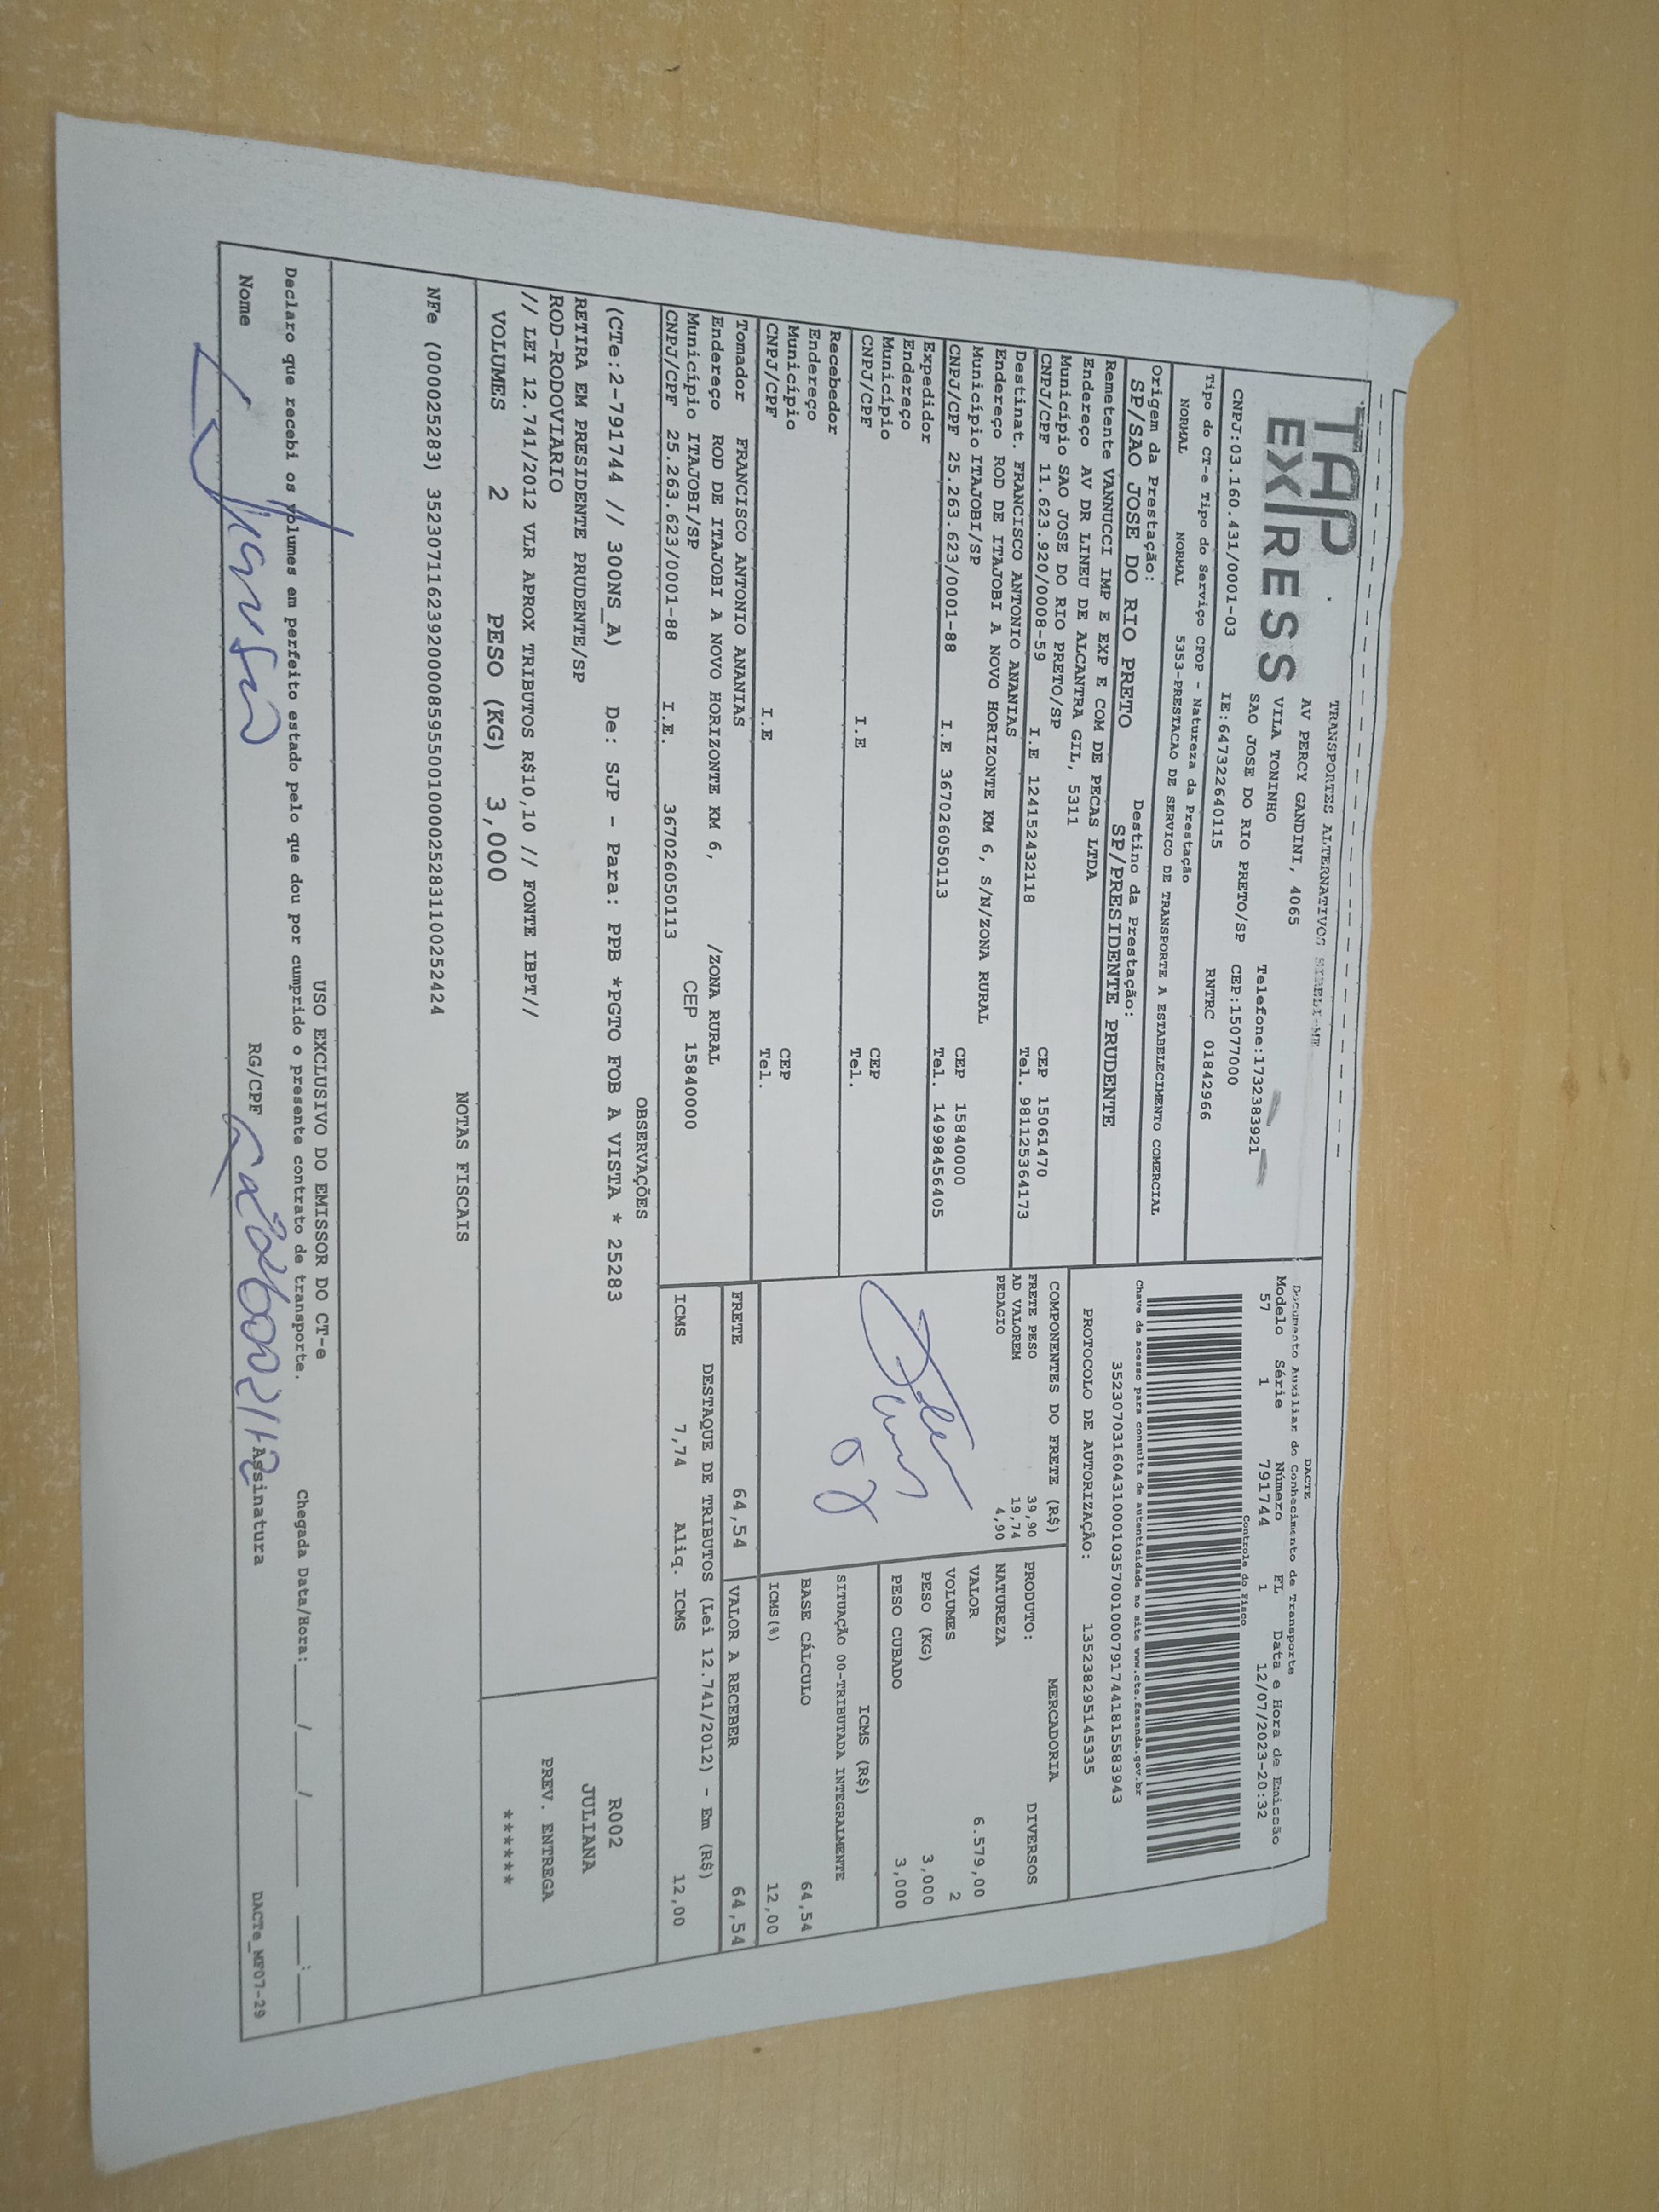 TAP EXPRESS
TRANSPORTES ALTERNATIVOS
AV PERCY GANDINI, 4065
VILA TONINHO
Telefone:1732383921
SAO JOSE DO RIO PRETO/SP
CEP:15077000
CNPJ:03.160.431/0001-03
IE:647322640115
RNTRC 01842966
Tipo do CT-e Tipo do Serviço CFOP - Natureza da Prestação
NORMAL NORMAL 5353-PRESTACAO DE SERVICO DE TRANSPORTE A ESTABELECIMENTO COMERCIAL
DACTE
Documento Auxiliar do Conhecimento de Transporte
Modelo Série Número FL Data e Hora de Emissão
57 1 791744 1 12/07/2023-20:32
Controle do Fisco
Chave de acesso para consulta de autenticidade no site www.cte.fazenda.gov.br
35230703160431000103570010007917441815583943
PROTOCOLO DE AUTORIZAÇÃO: 135238295145335
Origem da Prestação: Destino da Prestação:
SP/SAO JOSE DO RIO PRETO SP/PRESIDENTE PRUDENTE
Remetente VANNUCCI IMP E EXP E COM DE PECAS LTDA
Endereço AV DR LINEU DE ALCANTRA GIL, 5311
Município SAO JOSE DO RIO PRETO/SP CEP 15061470
CNPJ/CPF 11.623.920/0008-59 I.E 124152432118 Tel. 981125364173
Destinat. FRANCISCO ANTONIO ANANIAS
Endereço ROD DE ITAJOBI A NOVO HORIZONTE KM 6, S/N/ZONA RURAL
Município ITAJOBI/SP CEP 15840000
CNPJ/CPF 25.263.623/0001-88 I.E 367026050113 Tel. 14998456405
Expedidor
Endereço
Município CEP
CNPJ/CPF I.E Tel.
Recebedor
Endereço
Município CEP
CNPJ/CPF I.E Tel.
Tomador FRANCISCO ANTONIO ANANIAS
Endereço ROD DE ITAJOBI A NOVO HORIZONTE KM 6, /ZONA RURAL
Município ITAJOBI/SP CEP 15840000
CNPJ/CPF 25.263.623/0001-88 I.E. 367026050113
COMPONENTES DO FRETE (R$)
FRETE PESO 39,90
AD VALOREM 19,74
PEDAGIO 4,90
MERCADORIA
PRODUTO: DIVERSOS
NATUREZA
VALOR 6.579,00
VOLUMES 2
PESO (KG) 3,000
PESO CUBADO 3,000
ICMS (R$)
SITUAÇÃO 00-TRIBUTADA INTEGRALMENTE
BASE CÁLCULO 64,54
ICMS(%) 12,00
FRETE 64,54 VALOR A RECEBER 64,54
DESTAQUE DE TRIBUTOS (Lei 12.741/2012) - Em (R$)
ICMS 7,74 Aliq. ICMS 12,00
OBSERVAÇÕES
(CTe:2-791744 // 300NS_A) De: SJP - Para: PPB *PGTO FOB A VISTA * 25283
RETIRA EM PRESIDENTE PRUDENTE/SP
ROD-RODOVIARIO
// LEI 12.741/2012 VLR APROX TRIBUTOS R$10,10 // FONTE IBPT//
R002
JULIANA
PREV. ENTREGA
******
VOLUMES 2 PESO (KG) 3,000
NOTAS FISCAIS
NFe (000025283) 35230711623920000859550010000252831100252424
USO EXCLUSIVO DO EMISSOR DO CT-e
Declaro que recebi os volumes em perfeito estado pelo que dou por cumprido o presente contrato de transporte. Chegada Data/Hora:____/____/______ ____:____
Nome RG/CPF Assinatura
DACTe_MF07-29